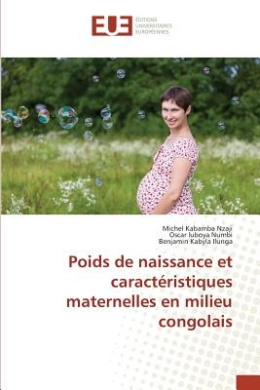 EUE
ÉDITIONS
UNIVERSITAIRES
EUROPÉENNES
Michel Kabamba Nzaji
Oscar luboya Numbi
Benjamin Kabyla Ilunga
Poids de naissance et
caractéristiques
maternelles en milieu
congolais